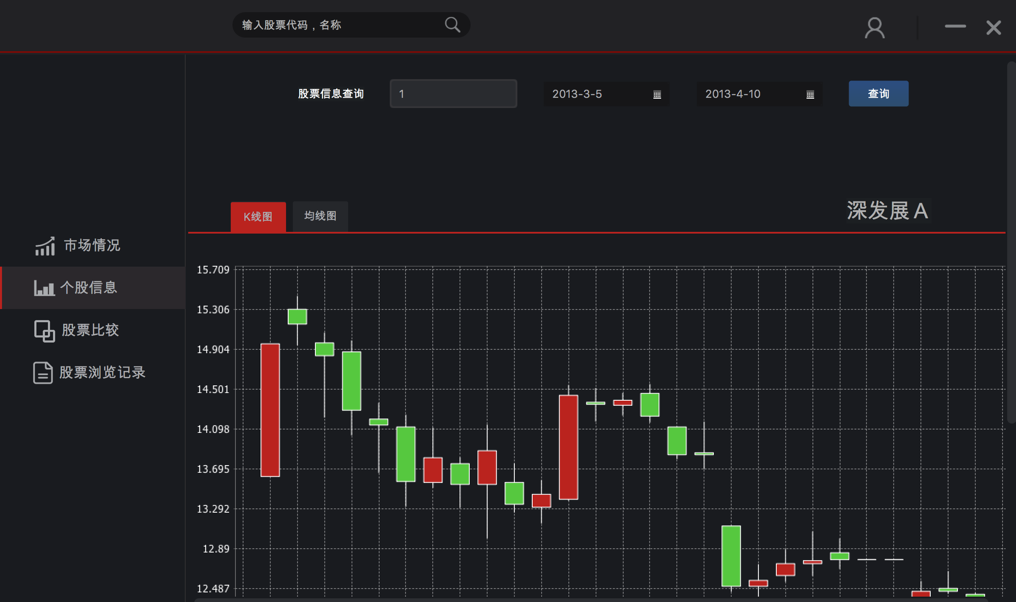 输入股票代码，名称
股票信息查询 1 2013-3-5 2013-4-10 查询
K线图 均线图 深发展A
市场情况
个股信息
股票比较
股票浏览记录
15.709
15.306
14.904
14.501
14.098
13.695
13.292
12.89
12.487